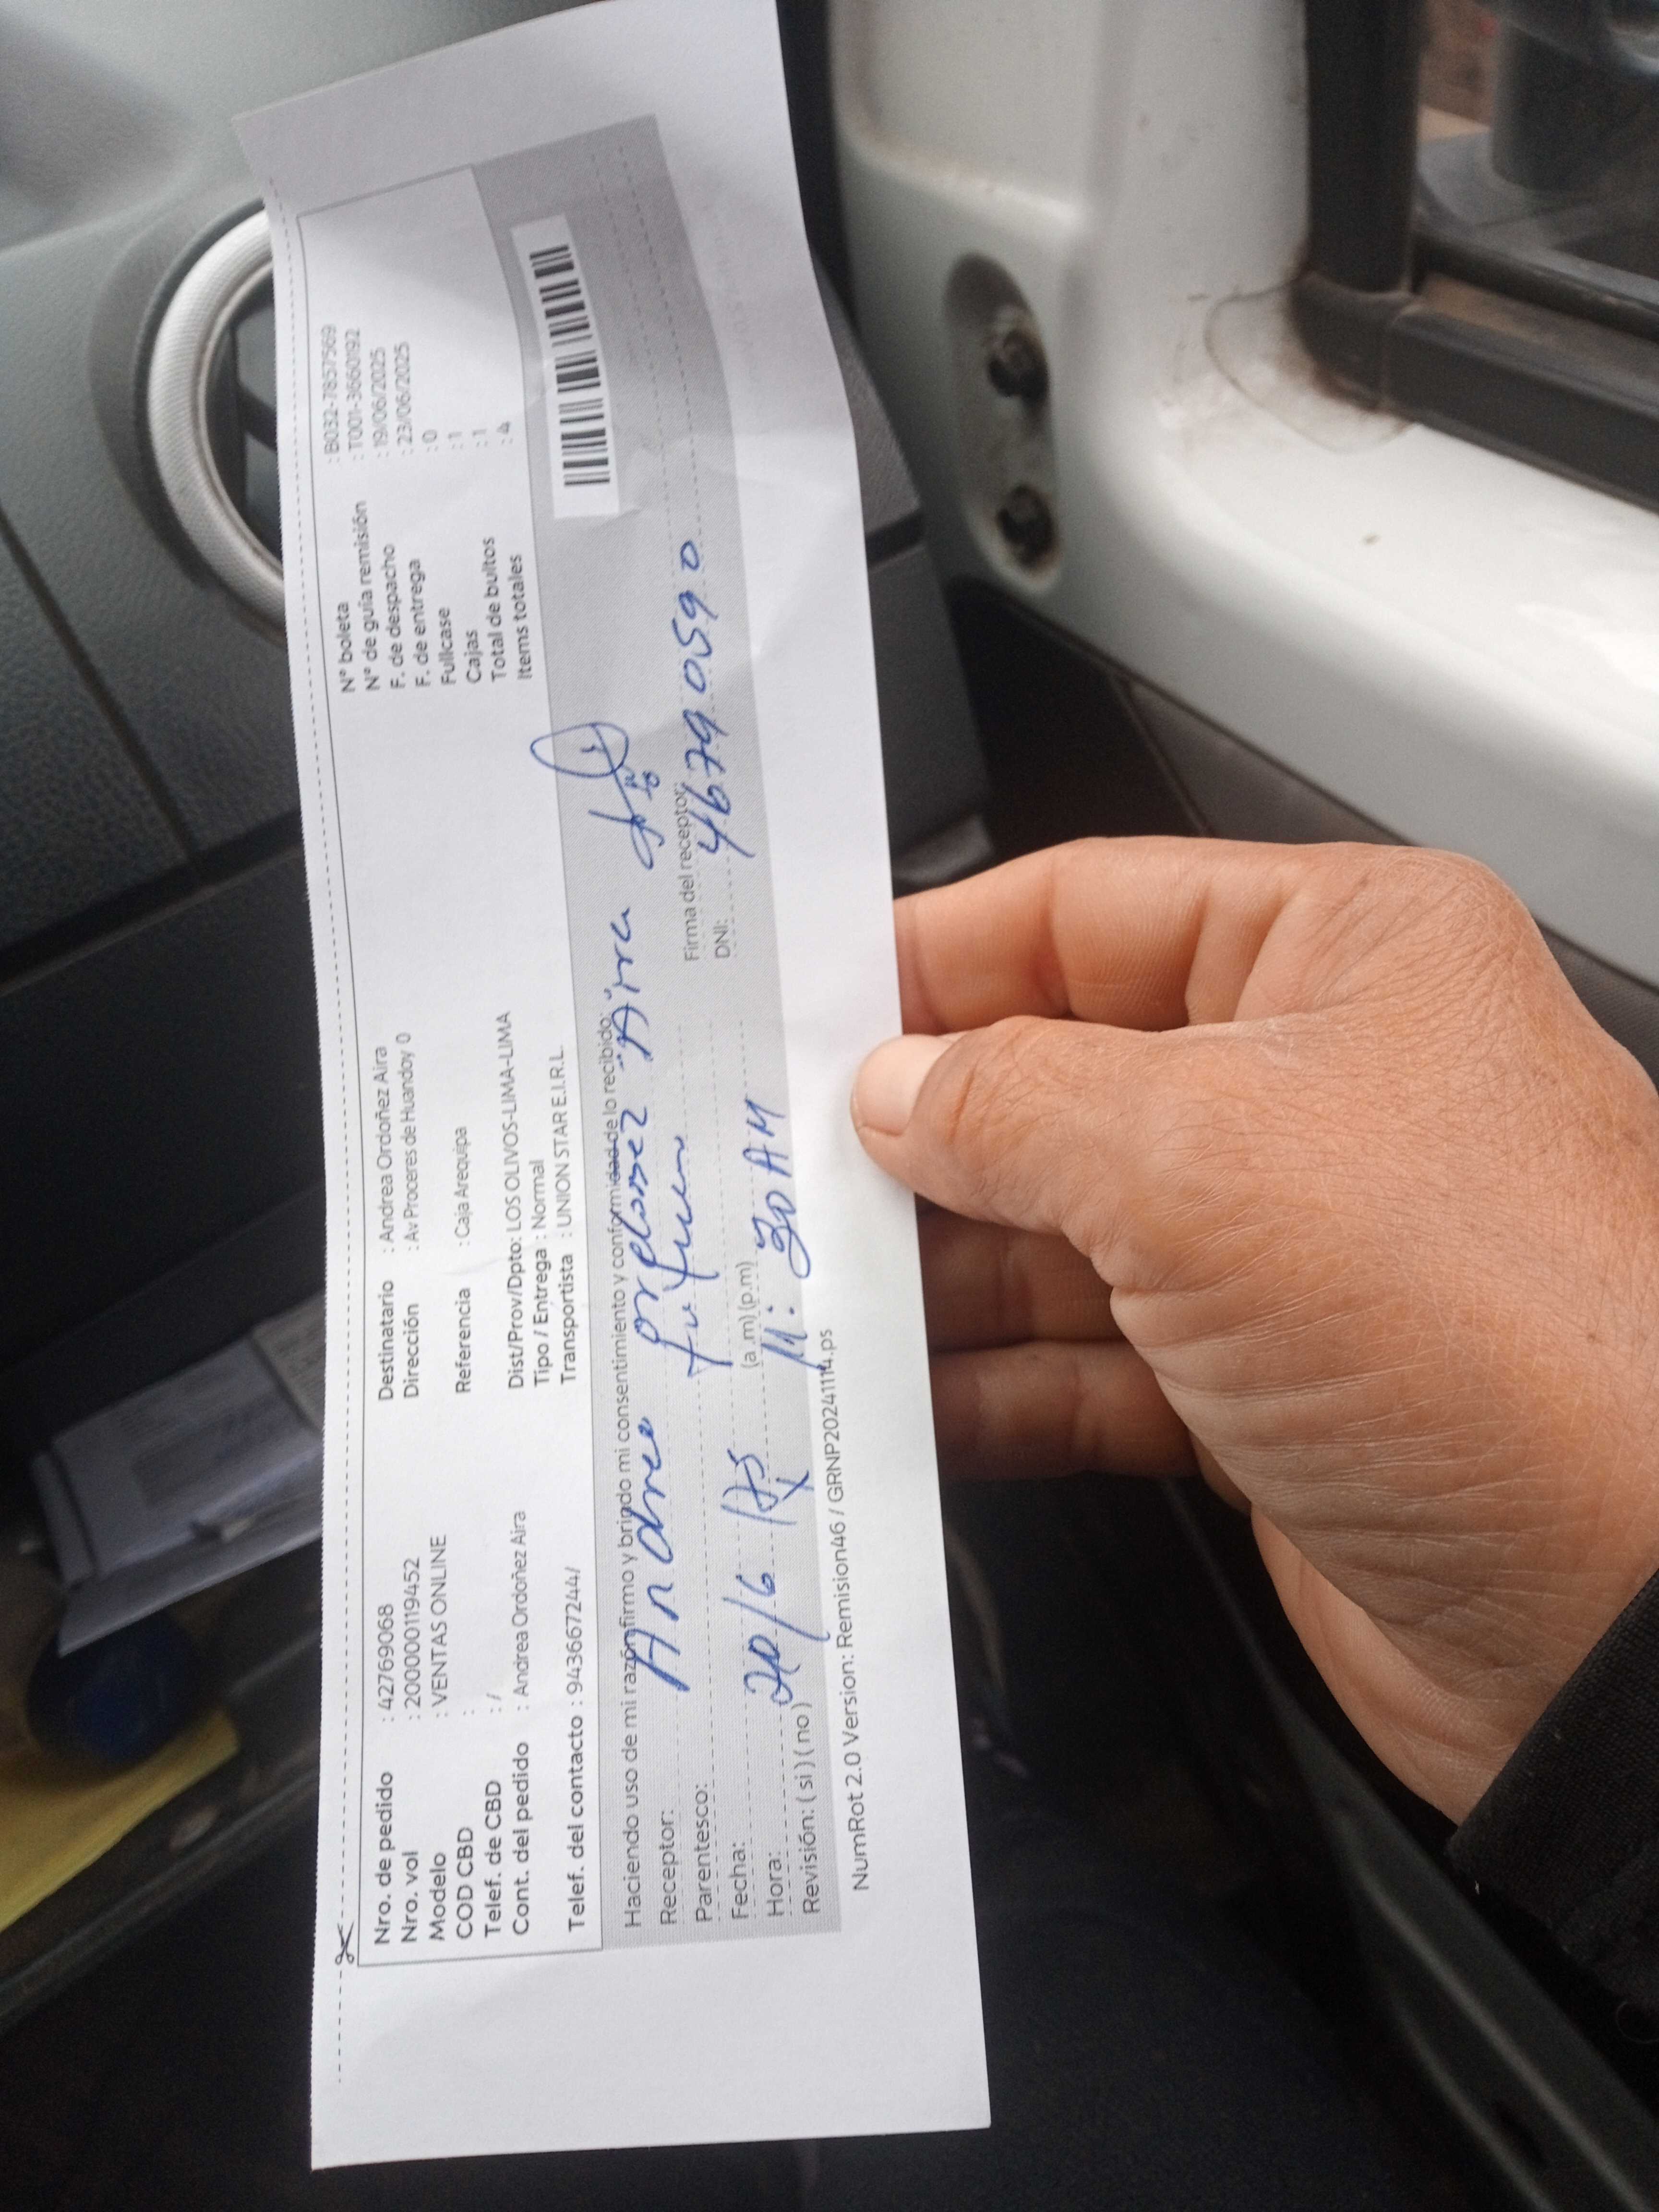 Nro. de pedido : 42769068
Nro. vol : 200000119452
Modelo : VENTAS ONLINE
COD CBD :
Telef. de CBD : /
Cont. del pedido : Andrea Ordoñez Aira
Telef. del contacto : 943667244/
Destinatario : Andrea Ordoñez Aira
Dirección : Av Proceres de Huandoy 0
Referencia : Caja Arequipa
Dist/Prov/Dpto: LOS OLIVOS-LIMA-LIMA
Tipo / Entrega : Normal
Transportista : UNION STAR E.I.R.L.
N° boleta : B032-7857569
N° de guía remisión : T001-3660192
F. de despacho : 19/06/2025
F. de entrega : 23/06/2025
Fullcase : 0
Cajas : 1
Total de bultos : 1
Items totales : 4
Haciendo uso de mi razón firmo y brindo mi consentimiento y conformidad de lo recibido:
Receptor: Andrea Ordoñez Aira
Parentesco:
Firma del receptor:
Fecha: 20/6/25
DNI: 46790590
Hora: (a.m) (p.m) 11:30 AM
Revisión: ( si ) ( no )
NumRot 2.0 Version: Remision46 / GRNP20241114.ps